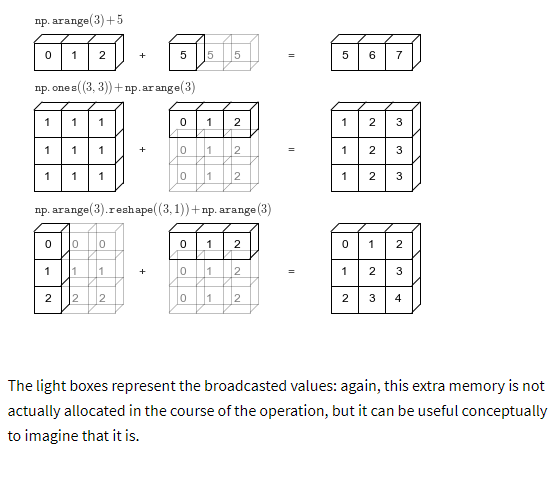 np.arange(3)+5
0 1 2 + 5 5 5 = 5 6 7
np.ones((3, 3))+np.arange(3)
1 1 1 0 1 2 1 2 3
1 1 1 + 0 1 2 = 1 2 3
1 1 1 0 1 2 1 2 3
np.arange(3).reshape((3, 1))+np.arange(3)
0 0 0 0 1 2 0 1 2
1 1 1 + 0 1 2 = 1 2 3
2 2 2 0 1 2 2 3 4
The light boxes represent the broadcasted values: again, this extra memory is not
actually allocated in the course of the operation, but it can be useful conceptually
to imagine that it is.